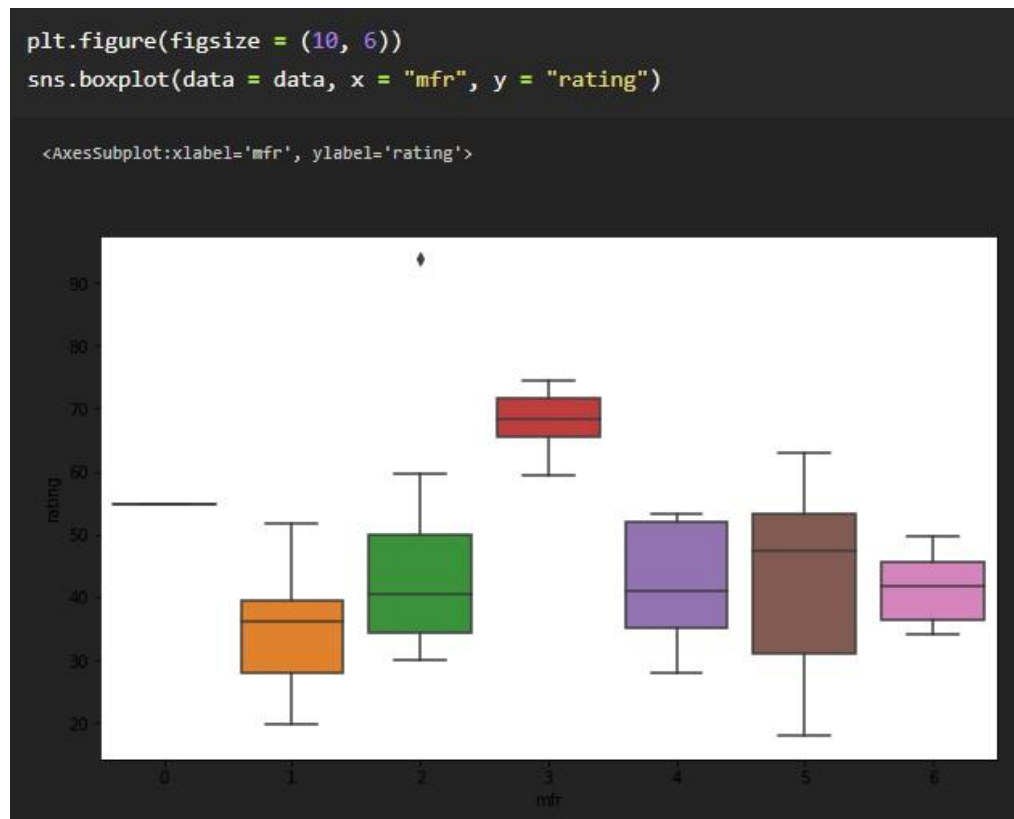 plt.figure(figsize = (10, 6))
sns.boxplot(data = data, x = "mfr", y = "rating")
<AxesSubplot:xlabel='mfr', ylabel='rating'>
90
80
70
60
50
40
30
20
rating
0 1 2 3 4 5 6
mfr